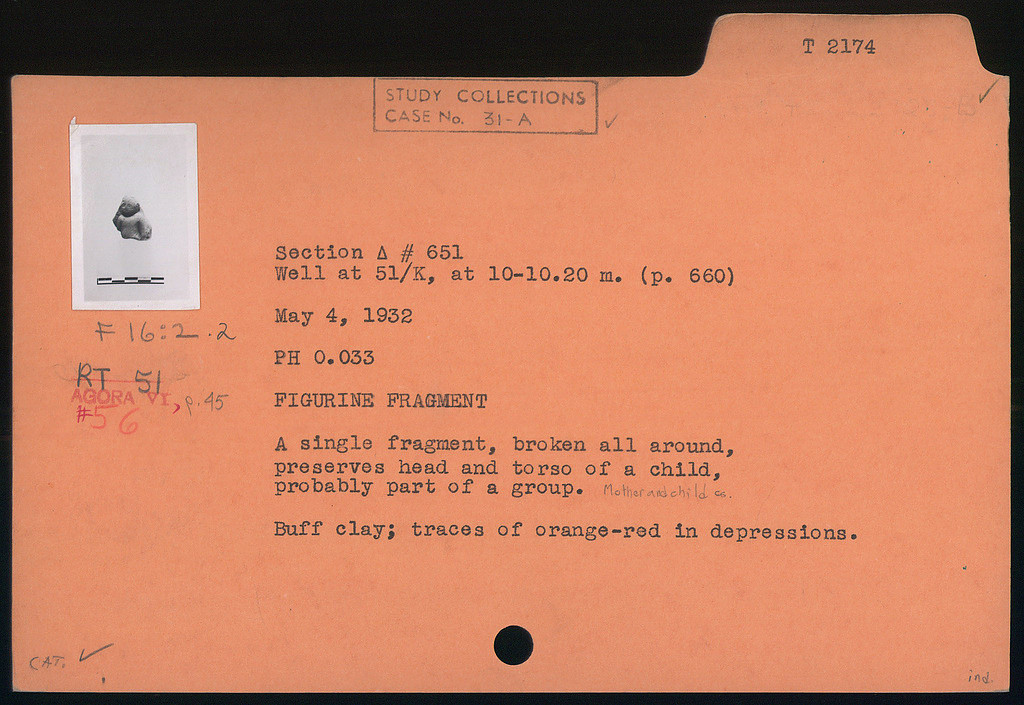 T 2174
STUDY COLLECTIONS
CASE No. 31-A
Section Δ # 651
Well at 51/K, at 10-10.20 m. (p. 660)
May 4, 1932
PH 0.033
FIGURINE FRAGMENT
A single fragment, broken all around,
preserves head and torso of a child,
probably part of a group. Mother and child
Buff clay; traces of orange-red in depressions.
F 16:2.2
RT 51
AGORA VI, p. 45
#56
CAT. ✓
ind.